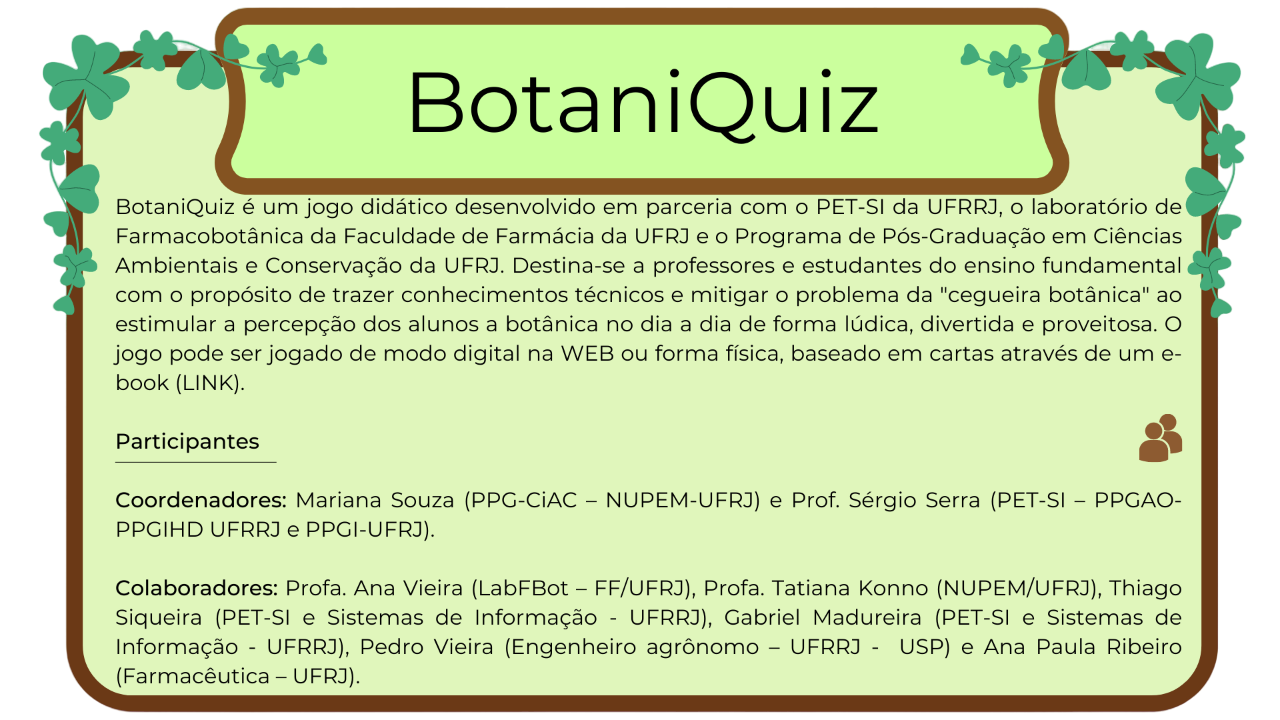 BotaniQuiz
BotaniQuiz é um jogo didático desenvolvido em parceria com o PET-SI da UFRRJ, o laboratório de
Farmacobotânica da Faculdade de Farmácia da UFRJ e o Programa de Pós-Graduação em Ciências
Ambientais e Conservação da UFRJ. Destina-se a professores e estudantes do ensino fundamental
com o propósito de trazer conhecimentos técnicos e mitigar o problema da "cegueira botânica" ao
estimular a percepção dos alunos a botânica no dia a dia de forma lúdica, divertida e proveitosa. O
jogo pode ser jogado de modo digital na WEB ou forma física, baseado em cartas através de um e-
book (LINK).
Participantes
Coordenadores: Mariana Souza (PPG-CiAC – NUPEM-UFRJ) e Prof. Sérgio Serra (PET-SI – PPGAO-
PPGIHD UFRRJ e PPGI-UFRJ).
Colaboradores: Profa. Ana Vieira (LabFBot – FF/UFRJ), Profa. Tatiana Konno (NUPEM/UFRJ), Thiago
Siqueira (PET-SI e Sistemas de Informação - UFRRJ), Gabriel Madureira (PET-SI e Sistemas de
Informação - UFRRJ), Pedro Vieira (Engenheiro agrônomo – UFRRJ -  USP) e Ana Paula Ribeiro
(Farmacêutica – UFRJ).